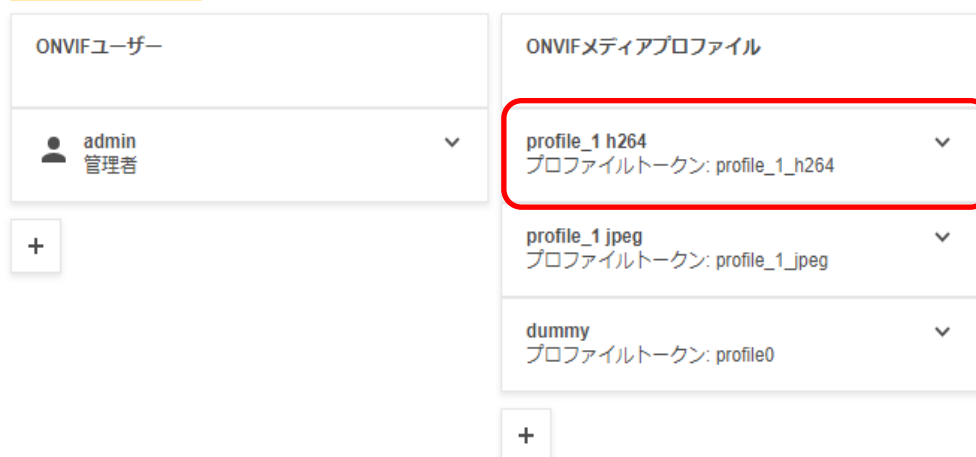 ONVIFユーザー
admin
管理者
+
ONVIFメディアプロファイル
profile_1 h264
プロファイルトークン: profile_1_h264
profile_1 jpeg
プロファイルトークン: profile_1_jpeg
dummy
プロファイルトークン: profile0
+